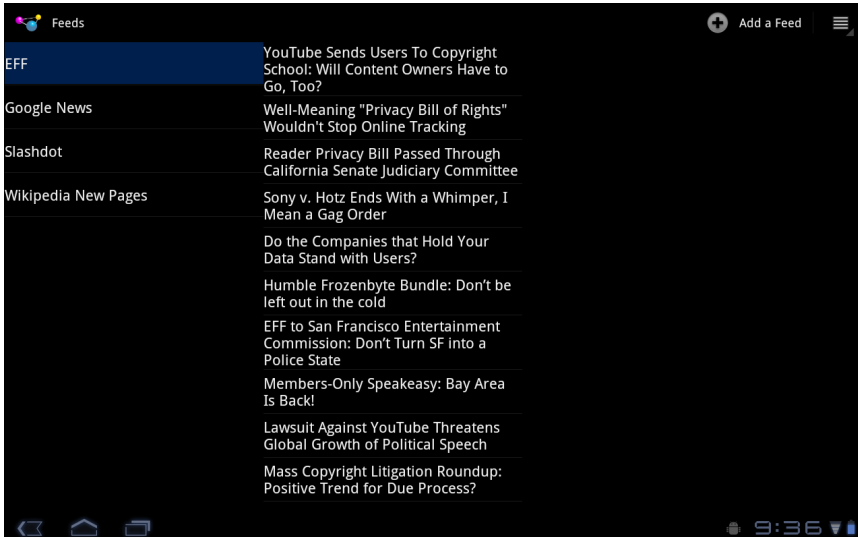 Feeds
Add a Feed
EFF
Google News
Slashdot
Wikipedia New Pages
YouTube Sends Users To Copyright
School: Will Content Owners Have to
Go, Too?
Well-Meaning "Privacy Bill of Rights"
Wouldn't Stop Online Tracking
Reader Privacy Bill Passed Through
California Senate Judiciary Committee
Sony v. Hotz Ends With a Whimper, I
Mean a Gag Order
Do the Companies that Hold Your
Data Stand with Users?
Humble Frozenbyte Bundle: Don’t be
left out in the cold
EFF to San Francisco Entertainment
Commission: Don’t Turn SF into a
Police State
Members-Only Speakeasy: Bay Area
Is Back!
Lawsuit Against YouTube Threatens
Global Growth of Political Speech
Mass Copyright Litigation Roundup:
Positive Trend for Due Process?
9:36